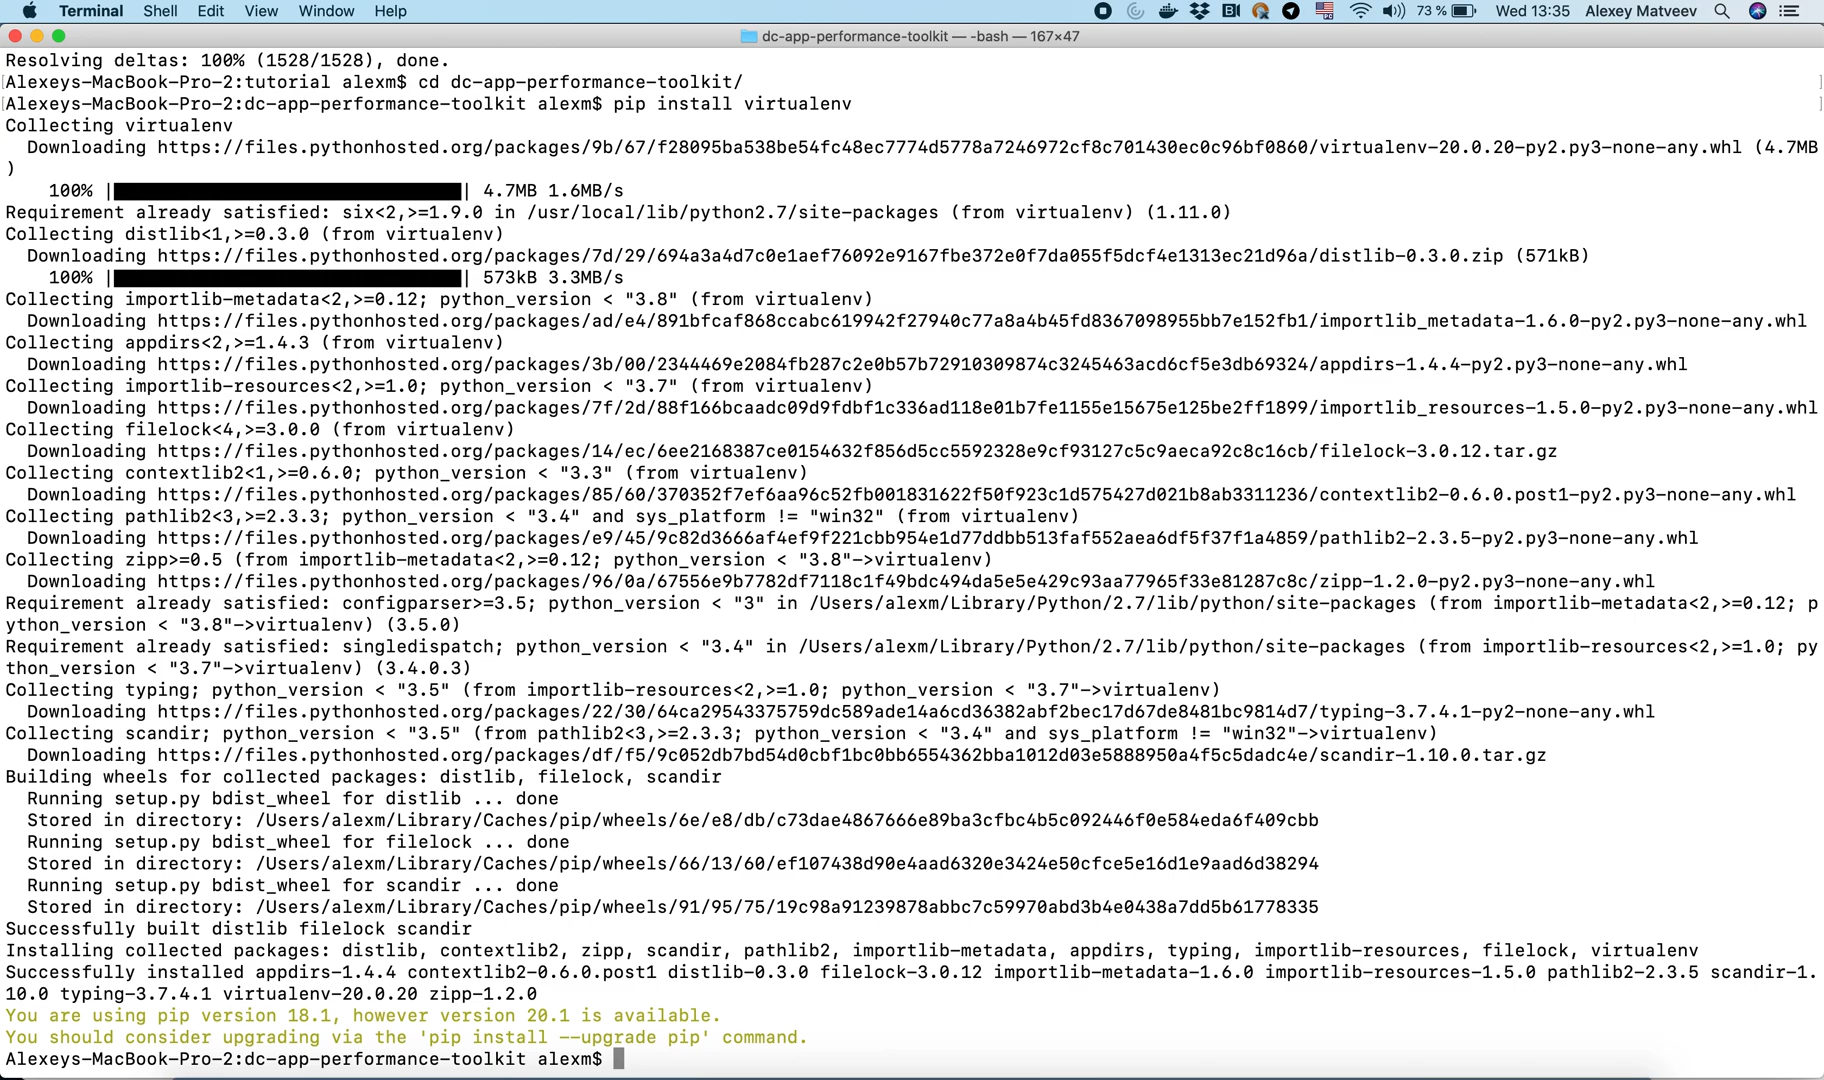 Terminal Shell Edit View Window Help 73 % Wed 13:35 Alexey Matveev
dc-app-performance-toolkit — -bash — 167×47
Resolving deltas: 100% (1528/1528), done.
[Alexeys-MacBook-Pro-2:tutorial alexm$ cd dc-app-performance-toolkit/ ]
[Alexeys-MacBook-Pro-2:dc-app-performance-toolkit alexm$ pip install virtualenv ]
Collecting virtualenv
  Downloading https://files.pythonhosted.org/packages/9b/67/f28095ba538be54fc48ec7774d5778a7246972cf8c701430ec0c96bf0860/virtualenv-20.0.20-py2.py3-none-any.whl (4.7MB
)
    100% |████████████████████████████████| 4.7MB 1.6MB/s
Requirement already satisfied: six<2,>=1.9.0 in /usr/local/lib/python2.7/site-packages (from virtualenv) (1.11.0)
Collecting distlib<1,>=0.3.0 (from virtualenv)
  Downloading https://files.pythonhosted.org/packages/7d/29/694a3a4d7c0e1aef76092e9167fbe372e0f7da055f5dcf4e1313ec21d96a/distlib-0.3.0.zip (571kB)
    100% |████████████████████████████████| 573kB 3.3MB/s
Collecting importlib-metadata<2,>=0.12; python_version < "3.8" (from virtualenv)
  Downloading https://files.pythonhosted.org/packages/ad/e4/891bfcaf868ccabc619942f27940c77a8a4b45fd8367098955bb7e152fb1/importlib_metadata-1.6.0-py2.py3-none-any.whl
Collecting appdirs<2,>=1.4.3 (from virtualenv)
  Downloading https://files.pythonhosted.org/packages/3b/00/2344469e2084fb287c2e0b57b72910309874c3245463acd6cf5e3db69324/appdirs-1.4.4-py2.py3-none-any.whl
Collecting importlib-resources<2,>=1.0; python_version < "3.7" (from virtualenv)
  Downloading https://files.pythonhosted.org/packages/7f/2d/88f166bcaadc09d9fdbf1c336ad118e01b7fe1155e15675e125be2ff1899/importlib_resources-1.5.0-py2.py3-none-any.whl
Collecting filelock<4,>=3.0.0 (from virtualenv)
  Downloading https://files.pythonhosted.org/packages/14/ec/6ee2168387ce0154632f856d5cc5592328e9cf93127c5c9aeca92c8c16cb/filelock-3.0.12.tar.gz
Collecting contextlib2<1,>=0.6.0; python_version < "3.3" (from virtualenv)
  Downloading https://files.pythonhosted.org/packages/85/60/370352f7ef6aa96c52fb001831622f50f923c1d575427d021b8ab3311236/contextlib2-0.6.0.post1-py2.py3-none-any.whl
Collecting pathlib2<3,>=2.3.3; python_version < "3.4" and sys_platform != "win32" (from virtualenv)
  Downloading https://files.pythonhosted.org/packages/e9/45/9c82d3666af4ef9f221cbb954e1d77ddbb513faf552aea6df5f37f1a4859/pathlib2-2.3.5-py2.py3-none-any.whl
Collecting zipp>=0.5 (from importlib-metadata<2,>=0.12; python_version < "3.8"->virtualenv)
  Downloading https://files.pythonhosted.org/packages/96/0a/67556e9b7782df7118c1f49bdc494da5e5e429c93aa77965f33e81287c8c/zipp-1.2.0-py2.py3-none-any.whl
Requirement already satisfied: configparser>=3.5; python_version < "3" in /Users/alexm/Library/Python/2.7/lib/python/site-packages (from importlib-metadata<2,>=0.12; p
ython_version < "3.8"->virtualenv) (3.5.0)
Requirement already satisfied: singledispatch; python_version < "3.4" in /Users/alexm/Library/Python/2.7/lib/python/site-packages (from importlib-resources<2,>=1.0; py
thon_version < "3.7"->virtualenv) (3.4.0.3)
Collecting typing; python_version < "3.5" (from importlib-resources<2,>=1.0; python_version < "3.7"->virtualenv)
  Downloading https://files.pythonhosted.org/packages/22/30/64ca29543375759dc589ade14a6cd36382abf2bec17d67de8481bc9814d7/typing-3.7.4.1-py2-none-any.whl
Collecting scandir; python_version < "3.5" (from pathlib2<3,>=2.3.3; python_version < "3.4" and sys_platform != "win32"->virtualenv)
  Downloading https://files.pythonhosted.org/packages/df/f5/9c052db7bd54d0cbf1bc0bb6554362bba1012d03e5888950a4f5c5dadc4e/scandir-1.10.0.tar.gz
Building wheels for collected packages: distlib, filelock, scandir
  Running setup.py bdist_wheel for distlib ... done
  Stored in directory: /Users/alexm/Library/Caches/pip/wheels/6e/e8/db/c73dae4867666e89ba3cfbc4b5c092446f0e584eda6f409cbb
  Running setup.py bdist_wheel for filelock ... done
  Stored in directory: /Users/alexm/Library/Caches/pip/wheels/66/13/60/ef107438d90e4aad6320e3424e50cfce5e16d1e9aad6d38294
  Running setup.py bdist_wheel for scandir ... done
  Stored in directory: /Users/alexm/Library/Caches/pip/wheels/91/95/75/19c98a91239878abbc7c59970abd3b4e0438a7dd5b61778335
Successfully built distlib filelock scandir
Installing collected packages: distlib, contextlib2, zipp, scandir, pathlib2, importlib-metadata, appdirs, typing, importlib-resources, filelock, virtualenv
Successfully installed appdirs-1.4.4 contextlib2-0.6.0.post1 distlib-0.3.0 filelock-3.0.12 importlib-metadata-1.6.0 importlib-resources-1.5.0 pathlib2-2.3.5 scandir-1.
10.0 typing-3.7.4.1 virtualenv-20.0.20 zipp-1.2.0
You are using pip version 18.1, however version 20.1 is available.
You should consider upgrading via the 'pip install --upgrade pip' command.
Alexeys-MacBook-Pro-2:dc-app-performance-toolkit alexm$